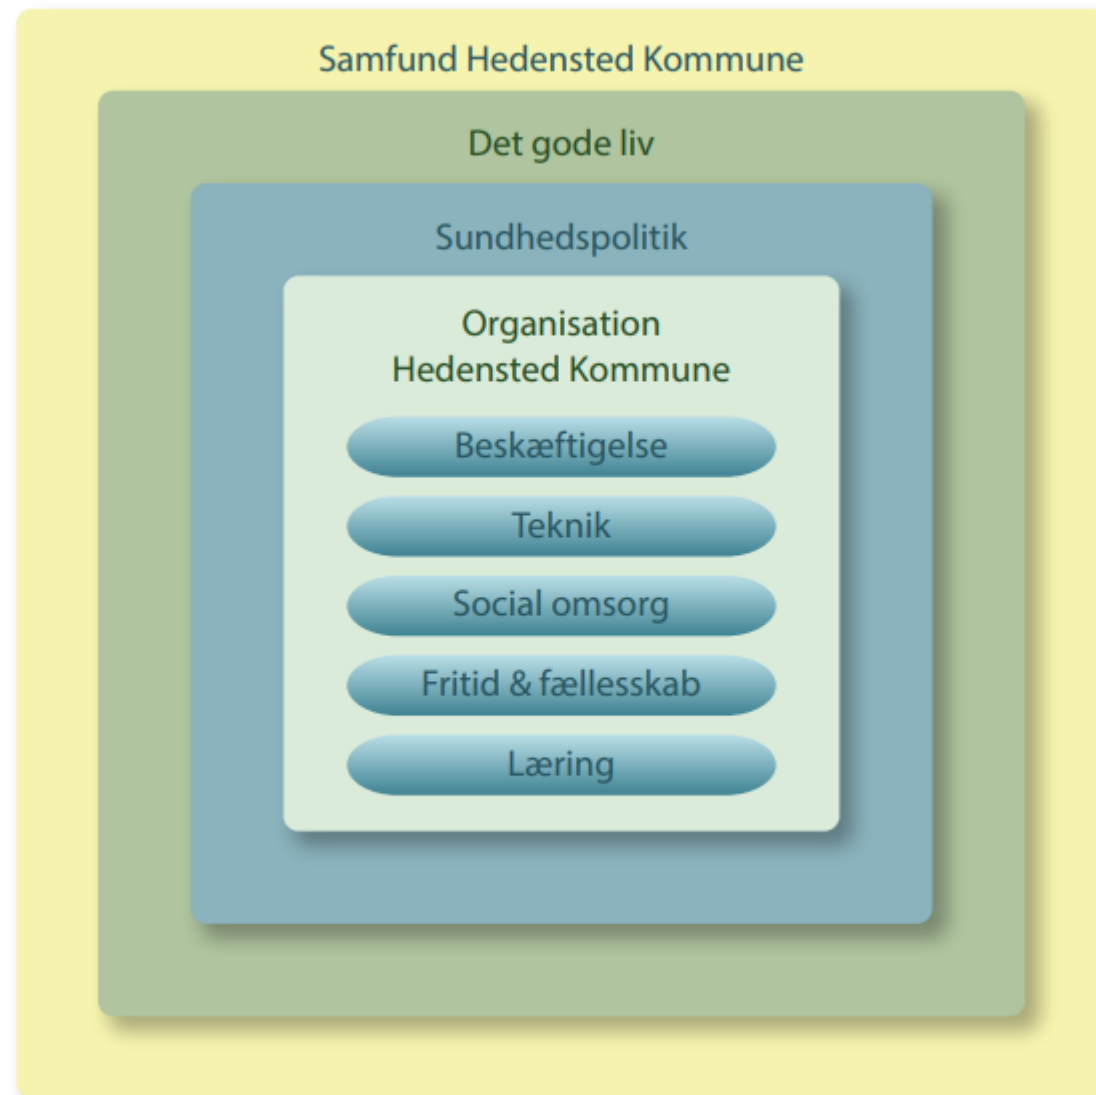 Samfund Hedensted Kommune
Det gode liv
Sundhedspolitik
Organisation
Hedensted Kommune
Beskæftigelse
Teknik
Social omsorg
Fritid & fællesskab
Læring